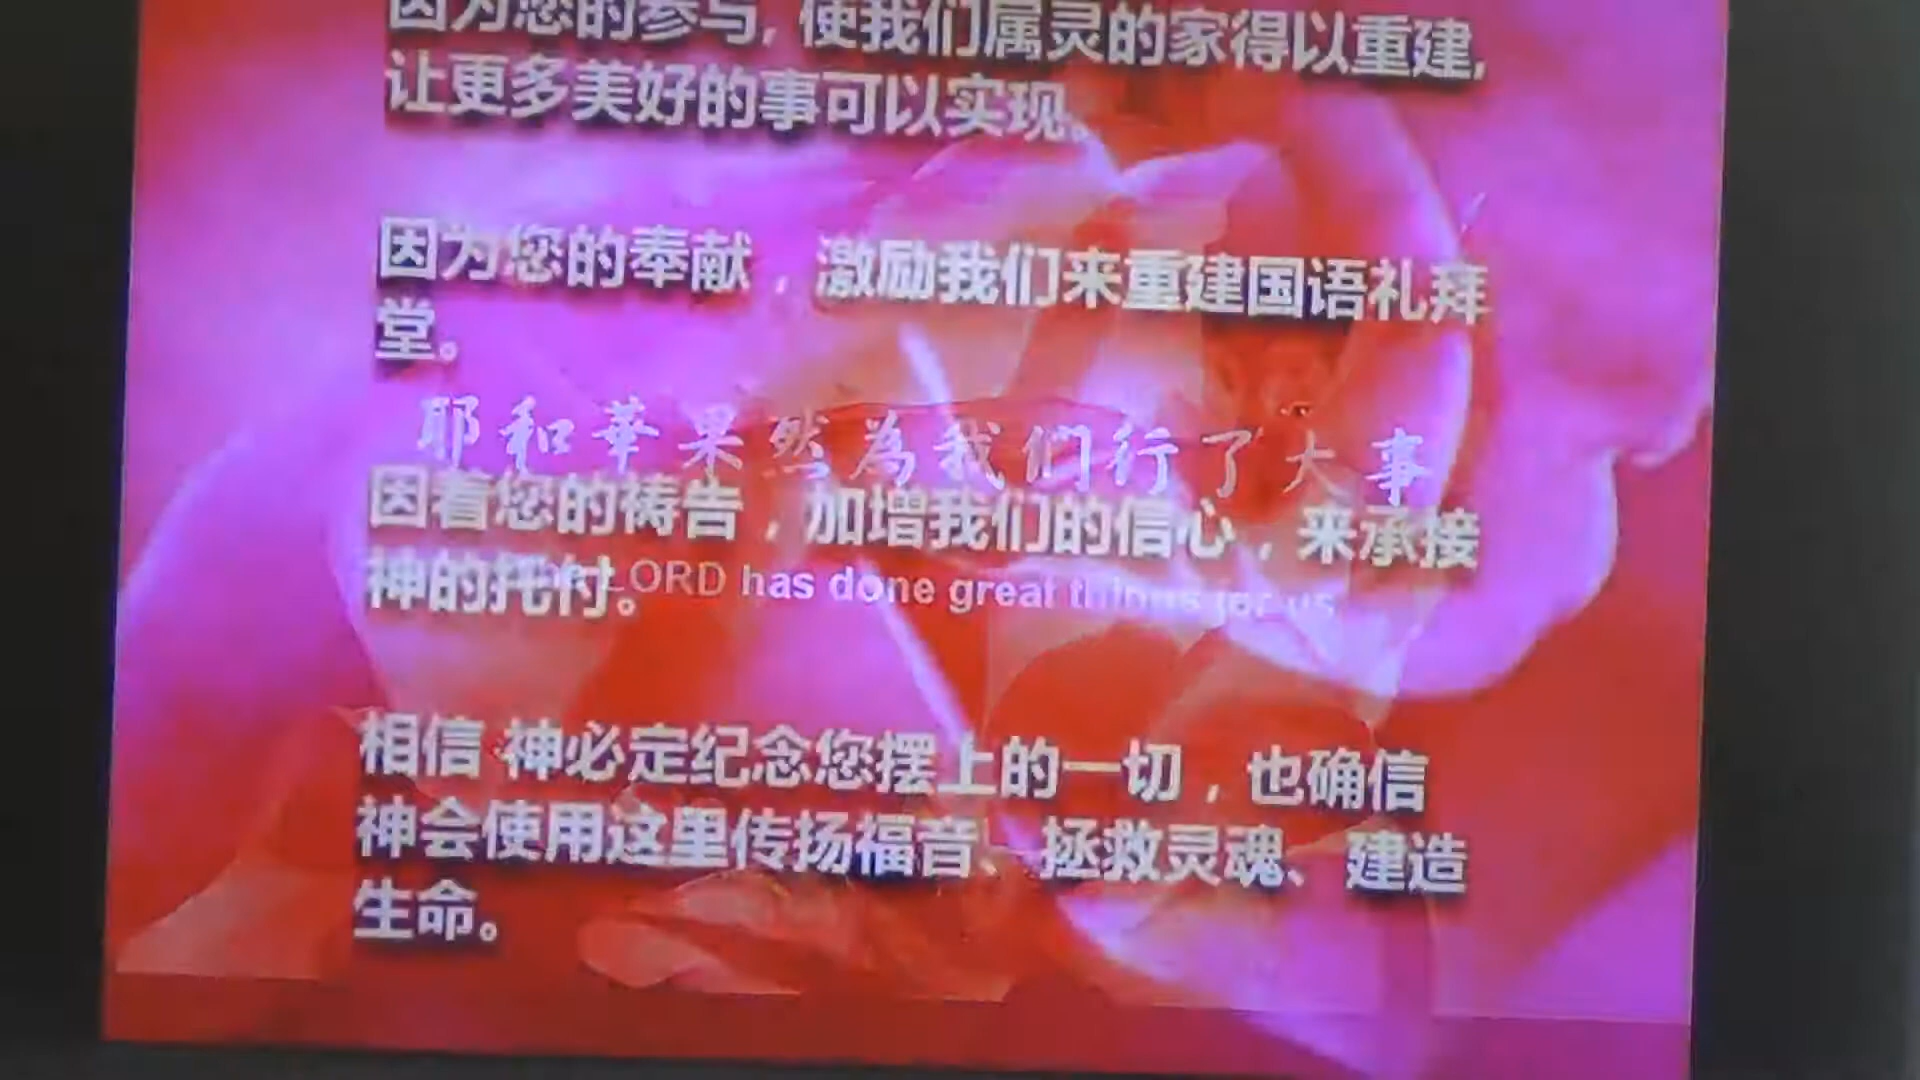 因为您的参与, 使我们属灵的家得以重建,
让更多美好的事可以实现。
因为您的奉献，激励我们来重建国语礼拜
堂。
耶和華果然為我们行了大事
因着您的祷告，加增我们的信心，来承接
神的托付。
LORD has done great things for us
相信 神必定纪念您摆上的一切，也确信
神会使用这里传扬福音、拯救灵魂、建造
生命。